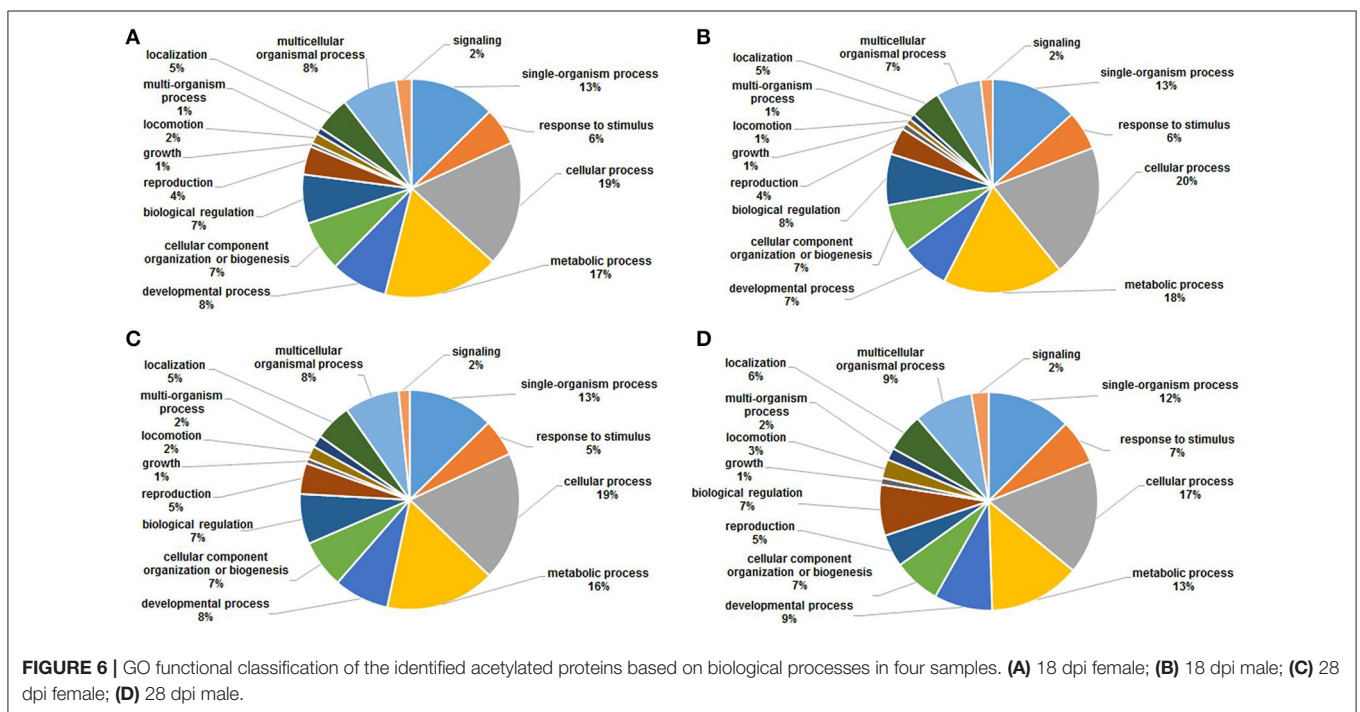 A
signaling
2%
single-organism process
13%
response to stimulus
6%
cellular process
19%
metabolic process
17%
developmental process
8%
cellular component
organization or biogenesis
7%
biological regulation
7%
reproduction
4%
growth
1%
locomotion
2%
multi-organism
process
1%
localization
5%
multicellular
organismal process
8%
B
signaling
2%
single-organism process
13%
response to stimulus
6%
cellular process
20%
metabolic process
18%
developmental process
7%
cellular component
organization or biogenesis
7%
biological regulation
8%
reproduction
4%
growth
1%
locomotion
1%
multi-organism
process
1%
localization
5%
multicellular
organismal process
7%
C
signaling
2%
single-organism process
13%
response to stimulus
5%
cellular process
19%
metabolic process
16%
developmental process
8%
cellular component
organization or biogenesis
7%
biological regulation
7%
reproduction
5%
growth
1%
locomotion
2%
multi-organism
process
2%
localization
5%
multicellular
organismal process
8%
D
signaling
2%
single-organism process
12%
response to stimulus
7%
cellular process
17%
metabolic process
13%
developmental process
9%
cellular component
organization or biogenesis
7%
reproduction
5%
biological regulation
7%
growth
1%
locomotion
3%
multi-organism
process
2%
localization
6%
multicellular
organismal process
9%
FIGURE 6 | GO functional classification of the identified acetylated proteins based on biological processes in four samples. (A) 18 dpi female; (B) 18 dpi male; (C) 28
dpi female; (D) 28 dpi male.